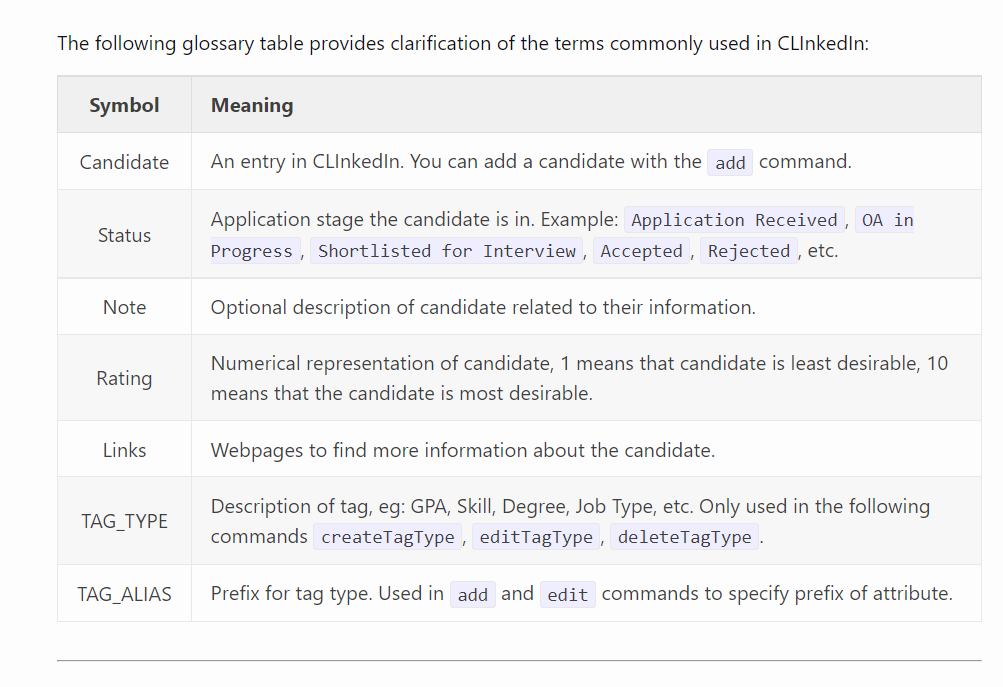 The following glossary table provides clarification of the terms commonly used in CLInkedIn:
Symbol Meaning
Candidate An entry in CLInkedIn. You can add a candidate with the add command.
Status Application stage the candidate is in. Example: Application Received, OA in
Progress, Shortlisted for Interview, Accepted, Rejected, etc.
Note Optional description of candidate related to their information.
Rating Numerical representation of candidate, 1 means that candidate is least desirable, 10
means that the candidate is most desirable.
Links Webpages to find more information about the candidate.
TAG_TYPE Description of tag, eg: GPA, Skill, Degree, Job Type, etc. Only used in the following
commands createTagType, editTagType, deleteTagType.
TAG_ALIAS Prefix for tag type. Used in add and edit commands to specify prefix of attribute.